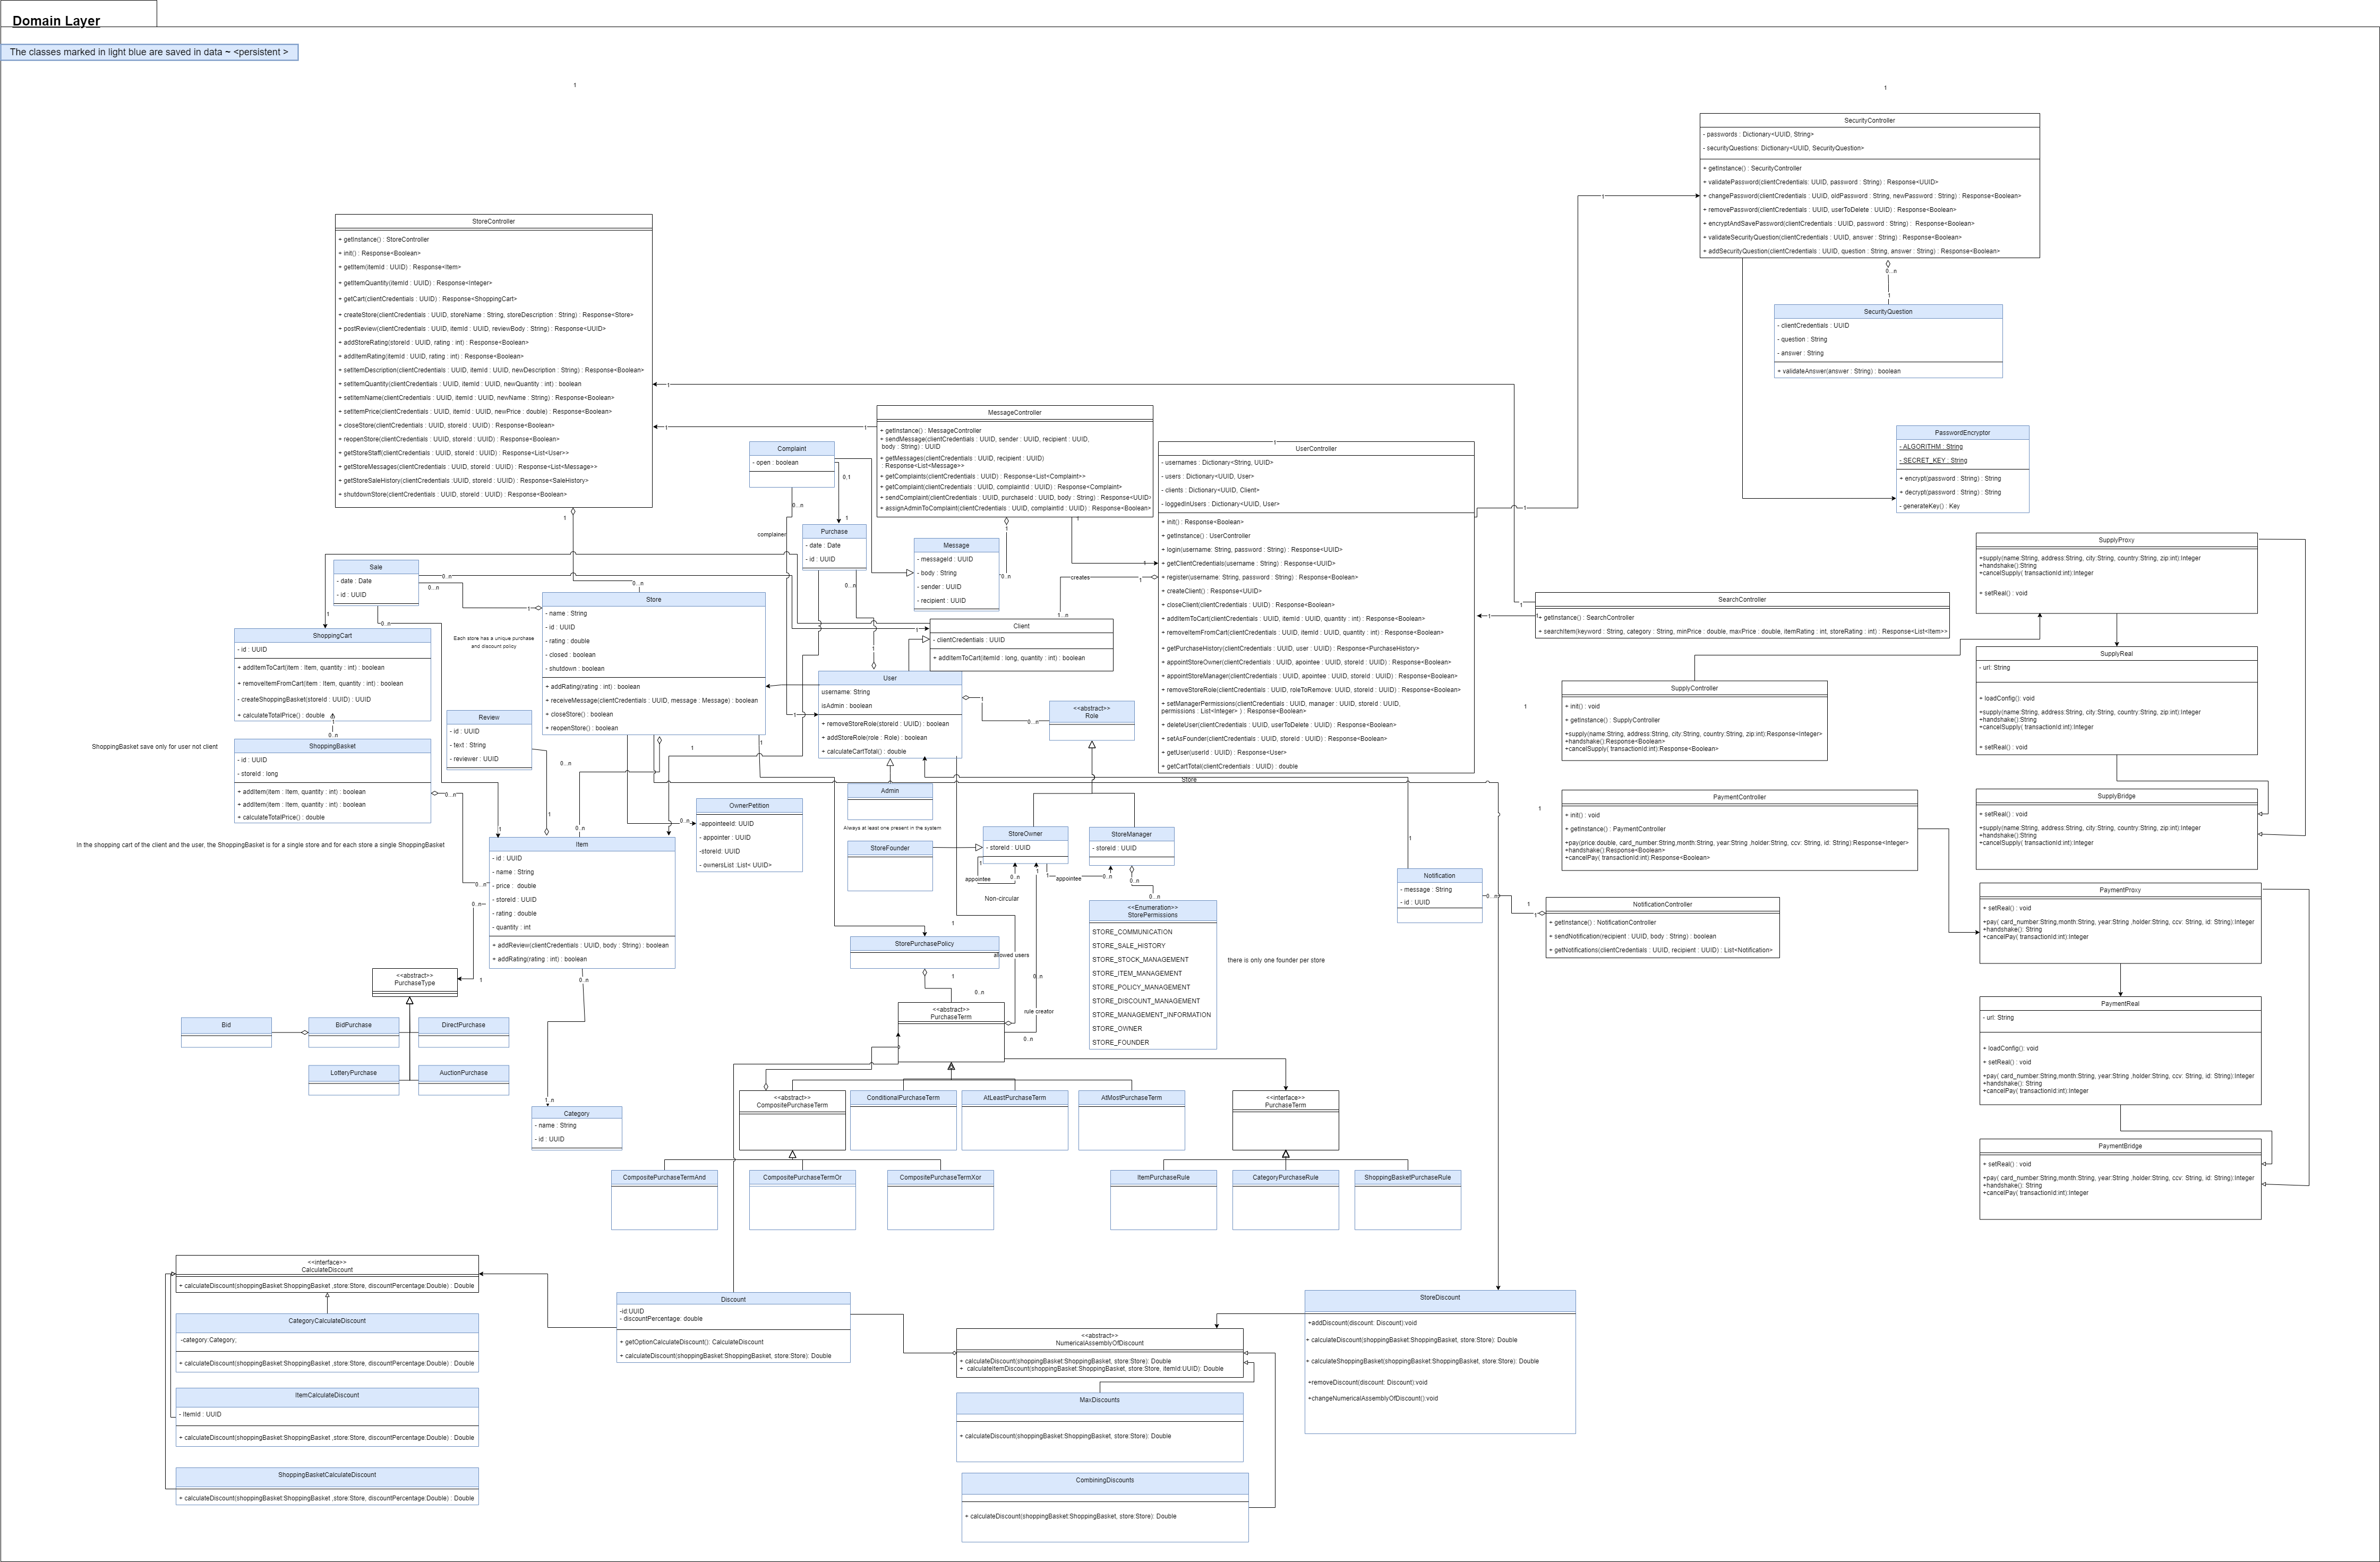 Domain Layer
The classes marked in light blue are saved in data ~ <persistent >
1
1
SecurityController
- passwords : Dictionary<UUID, String>
- securityQuestions: Dictionary<UUID, SecurityQuestion>
+ getInstance() : SecurityController
+ validatePassword(clientCredentials: UUID, password : String) : Response<UUID>
+ changePassword(clientCredentials : UUID, oldPassword : String, newPassword : String) : Response<Boolean>
+ removePassword(clientCredentials : UUID, userToDelete : UUID) : Response<Boolean>
+ encryptAndSavePassword(clientCredentials : UUID, password : String) : Response<Boolean>
+ validateSecurityQuestion(clientCredentials : UUID, answer : String) : Response<Boolean>
+ addSecurityQuestion(clientCredentials : UUID, question : String, answer : String) : Response<Boolean>
0...n
1
SecurityQuestion
- clientCredentials : UUID
- question : String
- answer : String
+ validateAnswer(answer : String) : boolean
PasswordEncryptor
- ALGORITHM : String
- SECRET_KEY : String
+ encrypt(password : String) : String
+ decrypt(password : String) : String
- generateKey() : Key
StoreController
+ getInstance() : StoreController
+ init() : Response<Boolean>
+ getItem(itemId : UUID) : Response<Item>
+ getItemQuantity(itemId : UUID) : Response<Integer>
+ getCart(clientCredentials : UUID) : Response<ShoppingCart>
+ createStore(clientCredentials : UUID, storeName : String, storeDescription : String) : Response<Store>
+ postReview(clientCredentials : UUID, itemId : UUID, reviewBody : String) : Response<UUID>
+ addStoreRating(storeId : UUID, rating : int) : Response<Boolean>
+ addItemRating(itemId : UUID, rating : int) : Response<Boolean>
+ setItemDescription(clientCredentials : UUID, itemId : UUID, newDescription : String) : Response<Boolean>
+ setItemQuantity(clientCredentials : UUID, itemId : UUID, newQuantity : int) : boolean
+ setItemName(clientCredentials : UUID, itemId : UUID, newName : String) : Response<Boolean>
+ setItemPrice(clientCredentials : UUID, itemId : UUID, newPrice : double) : Response<Boolean>
+ closeStore(clientCredentials : UUID, storeId : UUID) : Response<Boolean>
+ reopenStore(clientCredentials : UUID, storeId : UUID) : Response<Boolean>
+ getStoreStaff(clientCredentials : UUID, storeId : UUID) : Response<List<User>>
+ getStoreMessages(clientCredentials : UUID, storeId : UUID) : Response<List<Message>>
+ getStoreSaleHistory(clientCredentials : UUID, storeId : UUID) : Response<SaleHistory>
+ shutdownStore(clientCredentials : UUID, storeId : UUID) : Response<Boolean>
1
1
1
1
1
MessageController
+ getInstance() : MessageController
+ sendMessage(clientCredentials : UUID, sender : UUID, recipient : UUID,
body : String) : UUID
+ getMessages(clientCredentials : UUID, recipient : UUID)
: Response<List<Message>>
+ getComplaints(clientCredentials : UUID) : Response<List<Complaint>>
+ getComplaint(clientCredentials : UUID, complaintId : UUID) : Response<Complaint>
+ sendComplaint(clientCredentials : UUID, purchaseId : UUID, body : String) : Response<UUID>
+ assignAdminToComplaint(clientCredentials : UUID, complaintId : UUID) : Response<Boolean>
Complaint
- open : boolean
0,1
1
0...n
complainer
Purchase
- date : Date
- id : UUID
0...n
Message
- messageId : UUID
- body : String
- sender : UUID
- recipient : UUID
1
0..n
1
1
UserController
- usernames : Dictionary<String, UUID>
- users : Dictionary<UUID, User>
- clients : Dictionary<UUID, Client>
- loggedInUsers : Dictionary<UUID, User>
+ init() : Response<Boolean>
+ getInstance() : UserController
+ login(username: String, password : String) : Response<UUID>
+ getClientCredentials(username : String) : Response<UUID>
+ register(username: String, password : String) : Response<Boolean>
+ createClient() : Response<UUID>
+ closeClient(clientCredentials : UUID) : Response<Boolean>
+ addItemToCart(clientCredentials : UUID, itemId : UUID, quantity : int) : Response<Boolean>
+ removeItemFromCart(clientCredentials : UUID, itemId : UUID, quantity : int) : Response<Boolean>
+ getPurchaseHistory(clientCredentials : UUID, user : UUID) : Response<PurchaseHistory>
+ appointStoreOwner(clientCredentials : UUID, apointee : UUID, storeId : UUID) : Response<Boolean>
+ appointStoreManager(clientCredentials : UUID, apointee : UUID, storeId : UUID) : Response<Boolean>
+ removeStoreRole(clientCredentials : UUID, roleToRemove: UUID, storeId : UUID) : Response<Boolean>
+ setManagerPermissions(clientCredentials : UUID, manager : UUID, storeId : UUID,
permissions : List<Integer> ) : Response<Boolean>
+ deleteUser(clientCredentials : UUID, userToDelete : UUID) : Response<Boolean>
+ setAsFounder(clientCredentials : UUID, storeId : UUID) : Response<Boolean>
+ getUser(userId : UUID) : Response<User>
+ getCartTotal(clientCredentials : UUID) : double
Store
1
1
creates
1
1...n
SearchController
+ getInstance() : SearchController
+ searchItem(keyword : String, category : String, minPrice : double, maxPrice : double, itemRating : int, storeRating : int) : Response<List<Item>>
1
1
1
Sale
- date : Date
- id : UUID
0...n
0...n
0...n
1
1
0...n
ShoppingCart
- id : UUID
+ addItemToCart(item : Item, quantity : int) : boolean
+ removeItemFromCart(item : Item, quantity : int) : boolean
- createShoppingBasket(storeId : UUID) : UUID
+ calculateTotalPrice() : double
1
0...n
ShoppingBasket
- id : UUID
- storeId : long
+ addItem(item : Item, quantity : int) : boolean
+ addItem(item : Item, quantity : int) : boolean
+ calculateTotalPrice() : double
0...n
ShoppingBasket save only for user not client
In the shopping cart of the client and the user, the ShoppingBasket is for a single store and for each store a single ShoppingBasket
Each store has a unique purchase
and discount policy
Store
- name : String
- id : UUID
- rating : double
- closed : boolean
- shutdown : boolean
+ addRating(rating : int) : boolean
+ receiveMessage(clientCredentials : UUID, message : Message) : boolean
+ closeStore() : boolean
+ reopenStore() : boolean
Client
- clientCredentials : UUID
+ addItemToCart(itemId : long, quantity : int) : boolean
1
1
User
username: String
isAdmin : boolean
+ removeStoreRole(storeId : UUID) : boolean
+ addStoreRole(role : Role) : boolean
+ calculateCartTotal() : double
1
1
0...n
<<abstract>>
Role
Review
- id : UUID
- text : String
- reviewer : UUID
0...n
1
1
1
0...n
Item
- id : UUID
- name : String
- price : double
- storeId : UUID
- rating : double
- quantity : int
+ addReview(clientCredentials : UUID, body : String) : boolean
+ addRating(rating : int) : boolean
1
0...n
0...n
1
0...n
1...n
OwnerPetition
-appointeeId: UUID
- appointer : UUID
-storeId: UUID
- ownersList :List< UUID>
0...n
Admin
Always at least one present in the system
StoreFounder
StoreOwner
- storeId : UUID
StoreManager
- storeId : UUID
1
appointee
0...n
1
1
appointee
0...n
Non-circular
0...n
0...n
<<Enumeration>>
StorePermissions
STORE_COMMUNICATION
STORE_SALE_HISTORY
STORE_STOCK_MANAGEMENT
STORE_ITEM_MANAGEMENT
STORE_POLICY_MANAGEMENT
STORE_DISCOUNT_MANAGEMENT
STORE_MANAGEMENT_INFORMATION
STORE_OWNER
STORE_FOUNDER
there is only one founder per store
StorePurchasePolicy
1
1
0...n
allowed users
0...n
rule creator
0...n
<<abstract>>
PurchaseTerm
<<abstract>>
PurchaseType
Bid
BidPurchase
DirectPurchase
LotteryPurchase
AuctionPurchase
Category
- name : String
- id : UUID
<<abstract>>
CompositePurchaseTerm
ConditionalPurchaseTerm
AtLeastPurchaseTerm
AtMostPurchaseTerm
<<interface>>
PurchaseTerm
CompositePurchaseTermAnd
CompositePurchaseTermOr
CompositePurchaseTermXor
ItemPurchaseRule
CategoryPurchaseRule
ShoppingBasketPurchaseRule
1
Notification
- message : String
- id : UUID
0...n
1
1
NotificationController
+ getInstance() : NotificationController
+ sendNotification(recipient : UUID, body : String) : boolean
+ getNotifications(clientCredentials : UUID, recipient : UUID) : List<Notification>
1
SupplyController
+ init() : void
+ getInstance() : SupplyController
+supply(name:String, address:String, city:String, country:String, zip:int):Response<Integer>
+handshake():Response<Boolean>
+cancelSupply( transactionId:int):Response<Boolean>
1
PaymentController
+ init() : void
+ getInstance() : PaymentController
+pay(price:double, card_number:String,month:String, year:String ,holder:String, ccv: String, id: String):Response<Integer>
+handshake():Response<Boolean>
+cancelPay( transactionId:int):Response<Boolean>
SupplyProxy
+supply(name:String, address:String, city:String, country:String, zip:int):Integer
+handshake():String
+cancelSupply( transactionId:int):Integer
+ setReal() : void
SupplyReal
- url: String
+ loadConfig(): void
+supply(name:String, address:String, city:String, country:String, zip:int):Integer
+handshake():String
+cancelSupply( transactionId:int):Integer
+ setReal() : void
SupplyBridge
+ setReal() : void
+supply(name:String, address:String, city:String, country:String, zip:int):Integer
+handshake():String
+cancelSupply( transactionId:int):Integer
PaymentProxy
+ setReal() : void
+pay( card_number:String,month:String, year:String ,holder:String, ccv: String, id: String):Integer
+handshake(): String
+cancelPay( transactionId:int):Integer
PaymentReal
- url: String
+ loadConfig(): void
+ setReal() : void
+pay( card_number:String,month:String, year:String ,holder:String, ccv: String, id: String):Integer
+handshake(): String
+cancelPay( transactionId:int):Integer
PaymentBridge
+ setReal() : void
+pay( card_number:String,month:String, year:String ,holder:String, ccv: String, id: String):Integer
+handshake(): String
+cancelPay( transactionId:int):Integer
<<interface>>
CalculateDiscount
+ calculateDiscount(shoppingBasket:ShoppingBasket ,store:Store, discountPercentage:Double) : Double
CategoryCalculateDiscount
-category:Category;
+ calculateDiscount(shoppingBasket:ShoppingBasket ,store:Store, discountPercentage:Double) : Double
ItemCalculateDiscount
- ItemId : UUID
+ calculateDiscount(shoppingBasket:ShoppingBasket ,store:Store, discountPercentage:Double) : Double
ShoppingBasketCalculateDiscount
+ calculateDiscount(shoppingBasket:ShoppingBasket ,store:Store, discountPercentage:Double) : Double
Discount
-id:UUID
- discountPercentage: double
+ getOptionCalculateDiscount(): CalculateDiscount
+ calculateDiscount(shoppingBasket:ShoppingBasket, store:Store): Double
<<abstract>>
NumericalAssemblyOfDiscount
+ calculateDiscount(shoppingBasket:ShoppingBasket, store:Store): Double
+ calculateItemDiscount(shoppingBasket:ShoppingBasket, store:Store, itemId:UUID): Double
MaxDiscounts
+ calculateDiscount(shoppingBasket:ShoppingBasket, store:Store): Double
CombiningDiscounts
+ calculateDiscount(shoppingBasket:ShoppingBasket, store:Store): Double
StoreDiscount
+addDiscount(discount: Discount):void
+ calculateDiscount(shoppingBasket:ShoppingBasket, store:Store): Double
+ calculateShoppingBasket(shoppingBasket:ShoppingBasket, store:Store): Double
+removeDiscount(discount: Discount):void
+changeNumericalAssemblyOfDiscount():void